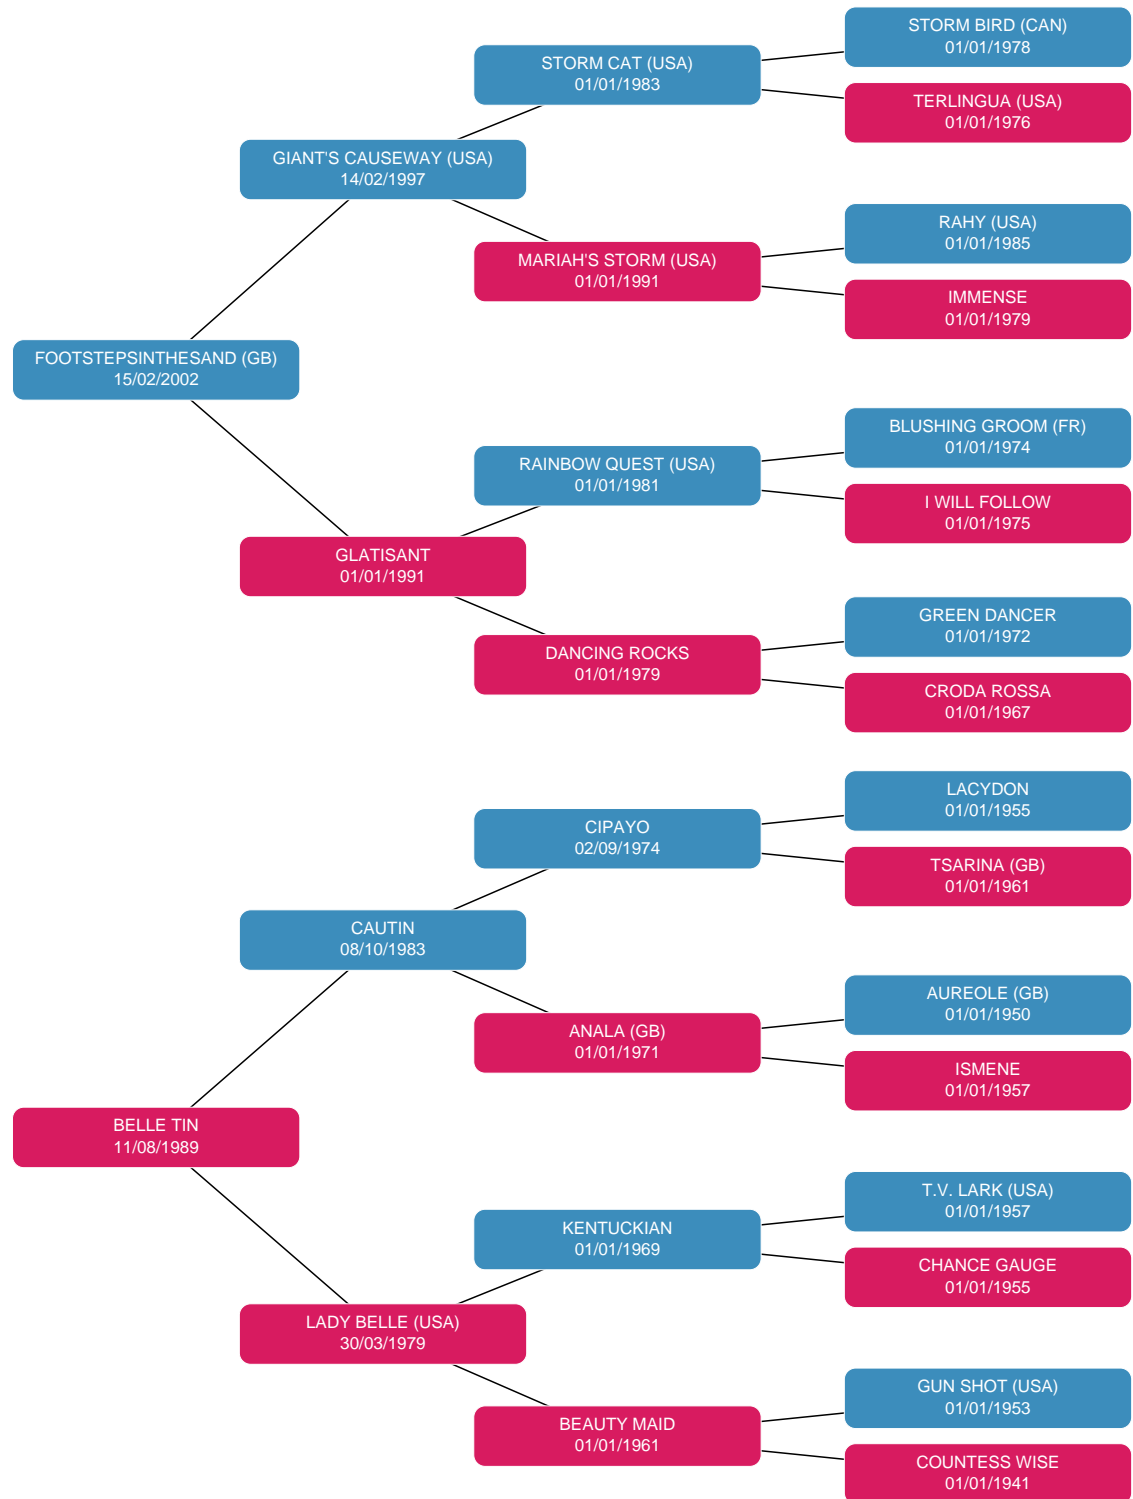 STORM BIRD (CAN)
01/01/1978
STORM CAT (USA)
01/01/1983
TERLINGUA (USA)
01/01/1976
GIANT'S CAUSEWAY (USA)
14/02/1997
RAHY (USA)
01/01/1985
MARIAH'S STORM (USA)
01/01/1991
IMMENSE
01/01/1979
FOOTSTEPSINTHESAND (GB)
15/02/2002
BLUSHING GROOM (FR)
01/01/1974
RAINBOW QUEST (USA)
01/01/1981
I WILL FOLLOW
01/01/1975
GLATISANT
01/01/1991
GREEN DANCER
01/01/1972
DANCING ROCKS
01/01/1979
CRODA ROSSA
01/01/1967
LACYDON
01/01/1955
CIPAYO
02/09/1974
TSARINA (GB)
01/01/1961
CAUTIN
08/10/1983
AUREOLE (GB)
01/01/1950
ANALA (GB)
01/01/1971
ISMENE
01/01/1957
BELLE TIN
11/08/1989
T.V. LARK (USA)
01/01/1957
KENTUCKIAN
01/01/1969
CHANCE GAUGE
01/01/1955
LADY BELLE (USA)
30/03/1979
GUN SHOT (USA)
01/01/1953
BEAUTY MAID
01/01/1961
COUNTESS WISE
01/01/1941